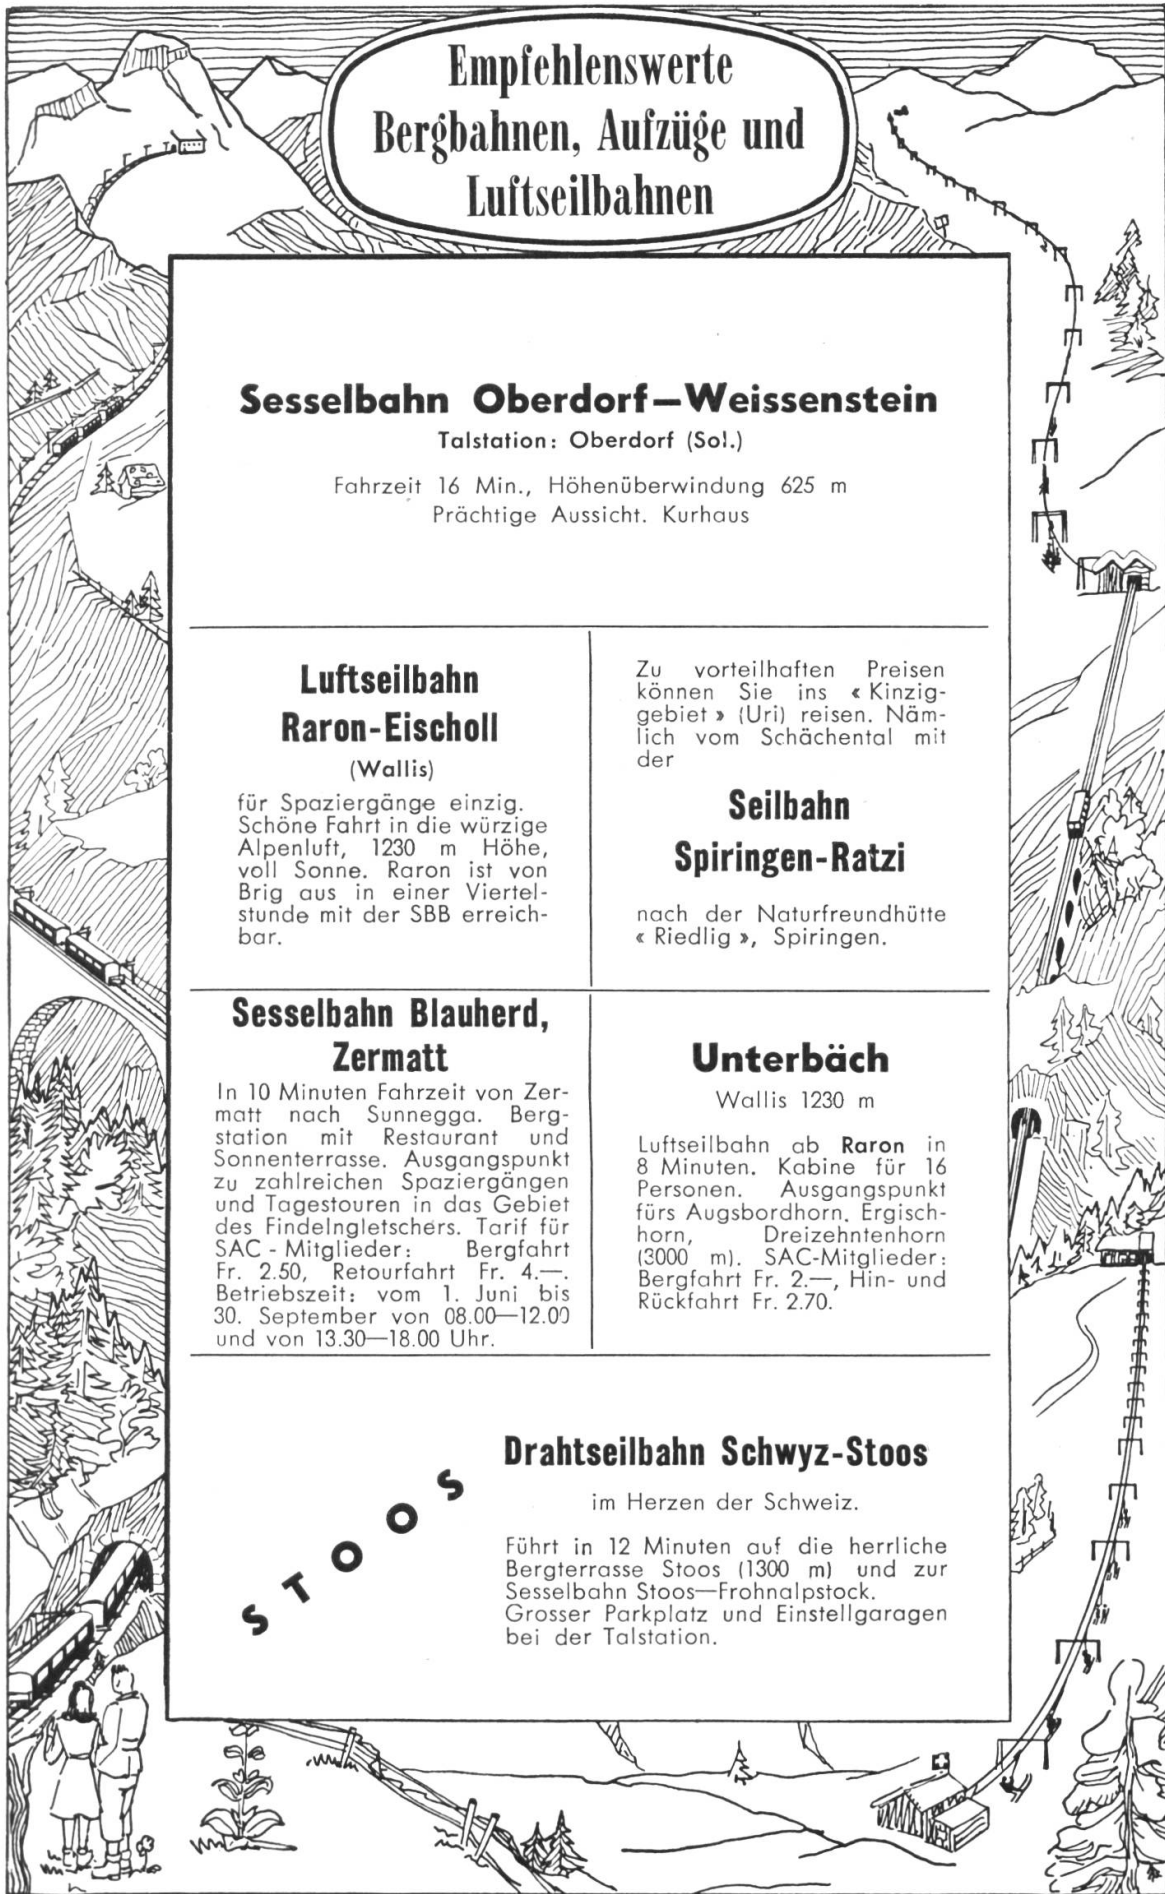 Empfehlenswerte
Bergbahnen, Aufzüge und
Luftseilbahnen
Sesselbahn Oberdorf—Weissenstein
Talstation: Oberdorf (Sol.)
Fahrzeit 16 Min., Höhenüberwindung 625 m
Prächtige Aussicht. Kurhaus
Luftseilbahn
Raron-Eischoll
(Wallis)
für Spaziergänge einzig.
Schöne Fahrt in die würzige
Alpenluft, 1230 m Höhe,
voll Sonne. Raron ist von
Brig aus in einer Viertel-
stunde mit der SBB erreich-
bar.
Zu vorteilhaften Preisen
können Sie ins « Kinzig-
gebiet » (Uri) reisen. Näm-
lich vom Schächental mit
der
Seilbahn
Spiringen-Ratzi
nach der Naturfreundhütte
« Riedlig », Spiringen.
Sesselbahn Blauherd,
Zermatt
In 10 Minuten Fahrzeit von Zer-
matt nach Sunnegga. Berg-
station mit Restaurant und
Sonnenterrasse. Ausgangspunkt
zu zahlreichen Spaziergängen
und Tagestouren in das Gebiet
des Findelngletschers. Tarif für
SAC - Mitglieder: Bergfahrt
Fr. 2.50, Retourfahrt Fr. 4.—.
Betriebszeit: vom 1. Juni bis
30. September von 08.00—12.00
und von 13.30—18.00 Uhr.
Unterbäch
Wallis 1230 m
Luftseilbahn ab Raron in
8 Minuten. Kabine für 16
Personen. Ausgangspunkt
fürs Augsbordhorn, Ergisch-
horn, Dreizehntenhorn
(3000 m). SAC-Mitglieder:
Bergfahrt Fr. 2.—, Hin- und
Rückfahrt Fr. 2.70.
STOOS
Drahtseilbahn Schwyz-Stoos
im Herzen der Schweiz.
Führt in 12 Minuten auf die herrliche
Bergterrasse Stoos (1300 m) und zur
Sesselbahn Stoos—Frohnalpstock.
Grosser Parkplatz und Einstellgaragen
bei der Talstation.